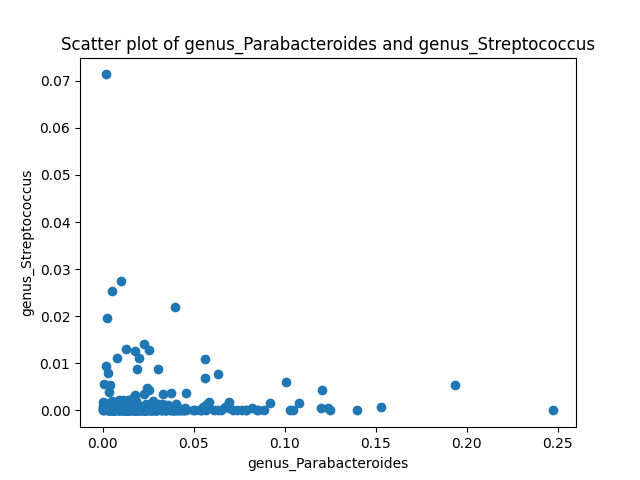 Scatter plot of genus_Parabacteroides and genus_Streptococcus
0.07
0.06
0.05
0.04
0.03
0.02
0.01
0.00
genus_Streptococcus
0.00 0.05 0.10 0.15 0.20 0.25
genus_Parabacteroides